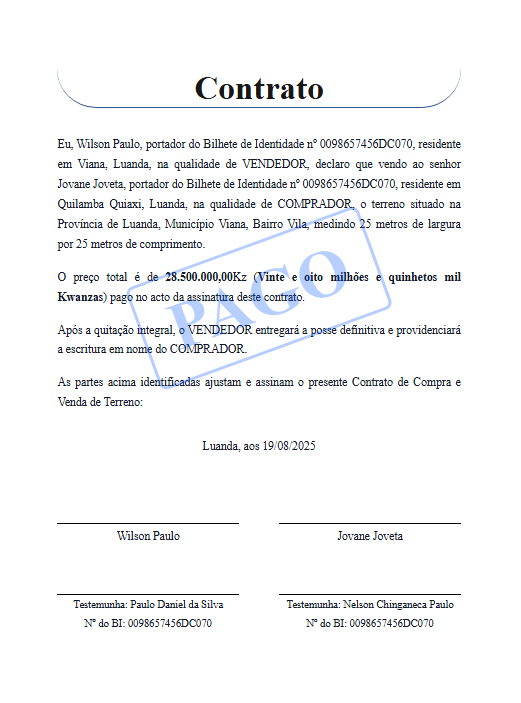 Contrato
Eu, Wilson Paulo, portador do Bilhete de Identidade nº 0098657456DC070, residente
em Viana, Luanda, na qualidade de VENDEDOR, declaro que vendo ao senhor
Jovane Joveta, portador do Bilhete de Identidade nº 0098657456DC070, residente em
Quilamba Quiaxi, Luanda, na qualidade de COMPRADOR, o terreno situado na
Província de Luanda, Município Viana, Bairro Vila, medindo 25 metros de largura
por 25 metros de comprimento.
O preço total é de 28.500.000,00Kz (Vinte e oito milhões e quinhetos mil
Kwanzas) pago no acto da assinatura deste contrato.
PAGO
Após a quitação integral, o VENDEDOR entregará a posse definitiva e providenciará
a escritura em nome do COMPRADOR.
As partes acima identificadas ajustam e assinam o presente Contrato de Compra e
Venda de Terreno:
Luanda, aos 19/08/2025
Wilson Paulo
Jovane Joveta
Testemunha: Paulo Daniel da Silva
Nº do BI: 0098657456DC070
Testemunha: Nelson Chinganeca Paulo
Nº do BI: 0098657456DC070